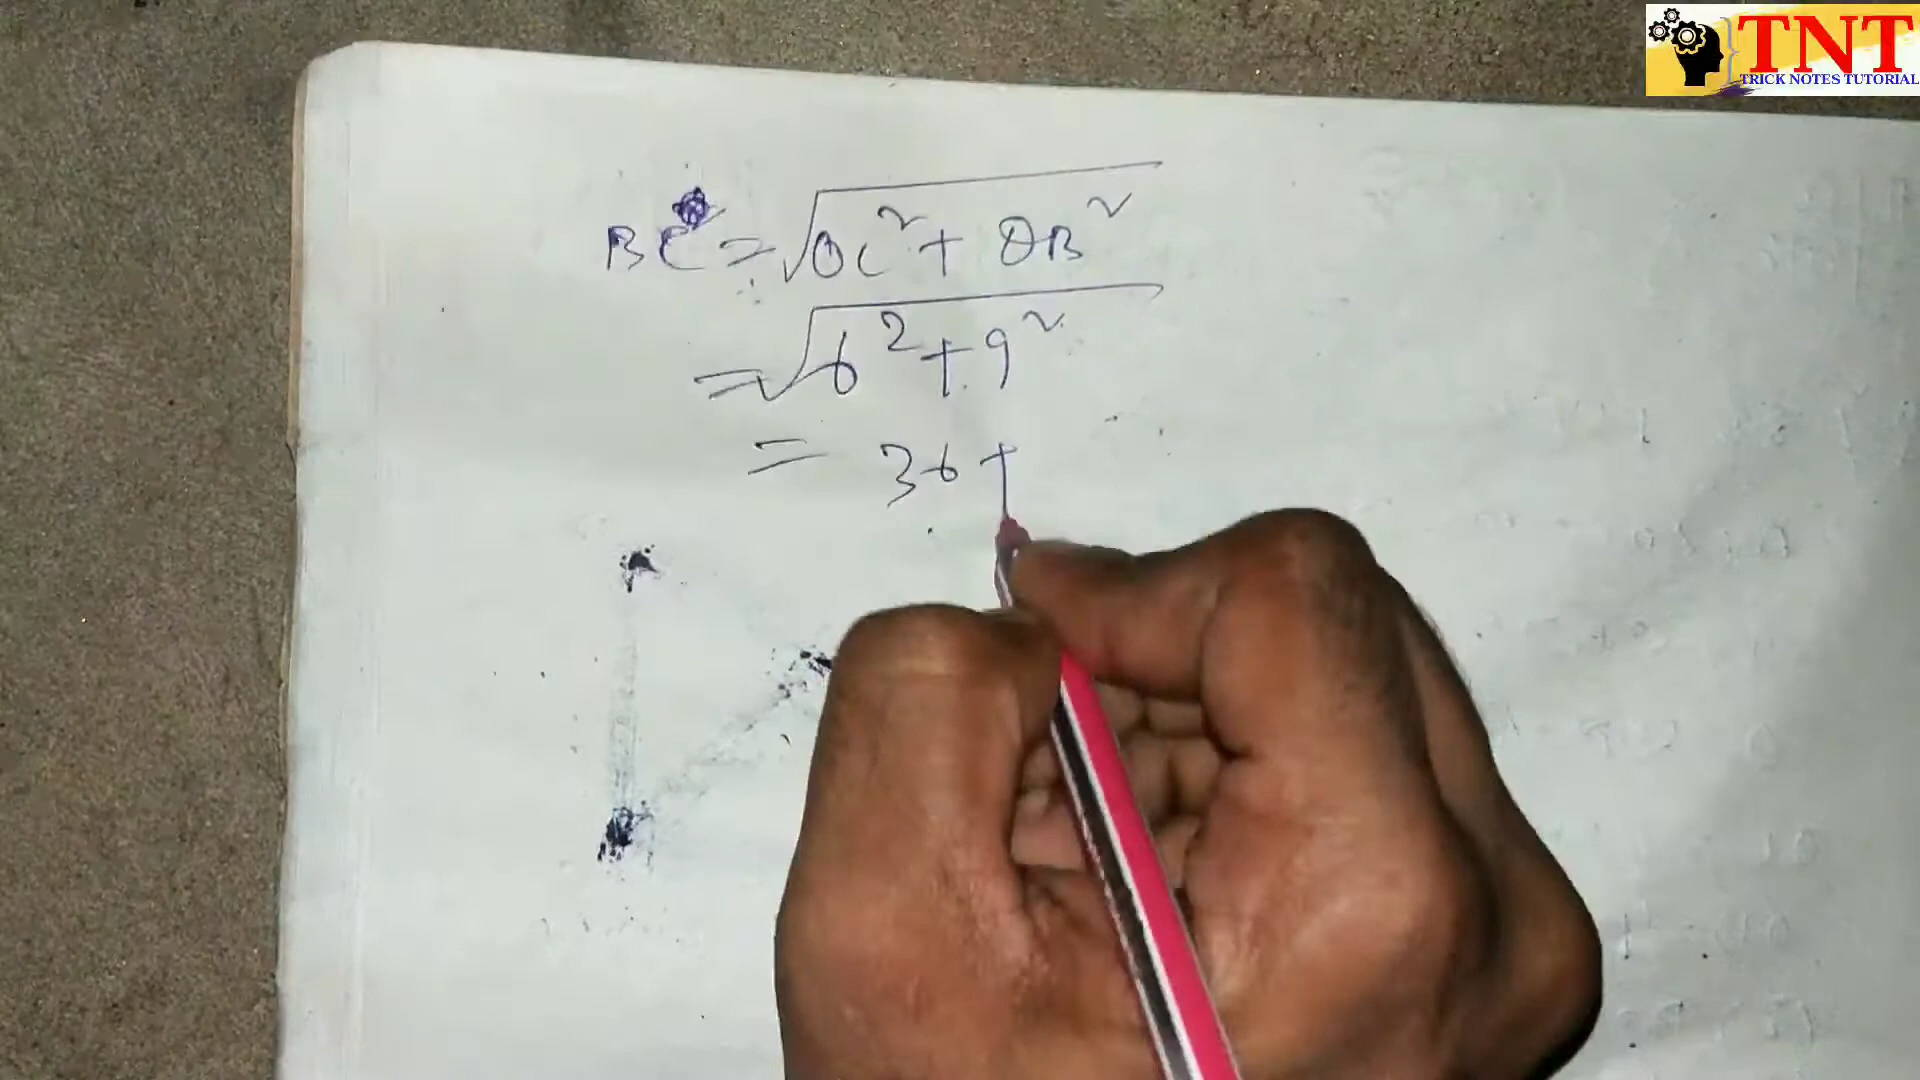 TNT
TRICK NOTES TUTORIAL
BC = √OC² + OB²
= √6² + 9²
= 36 +